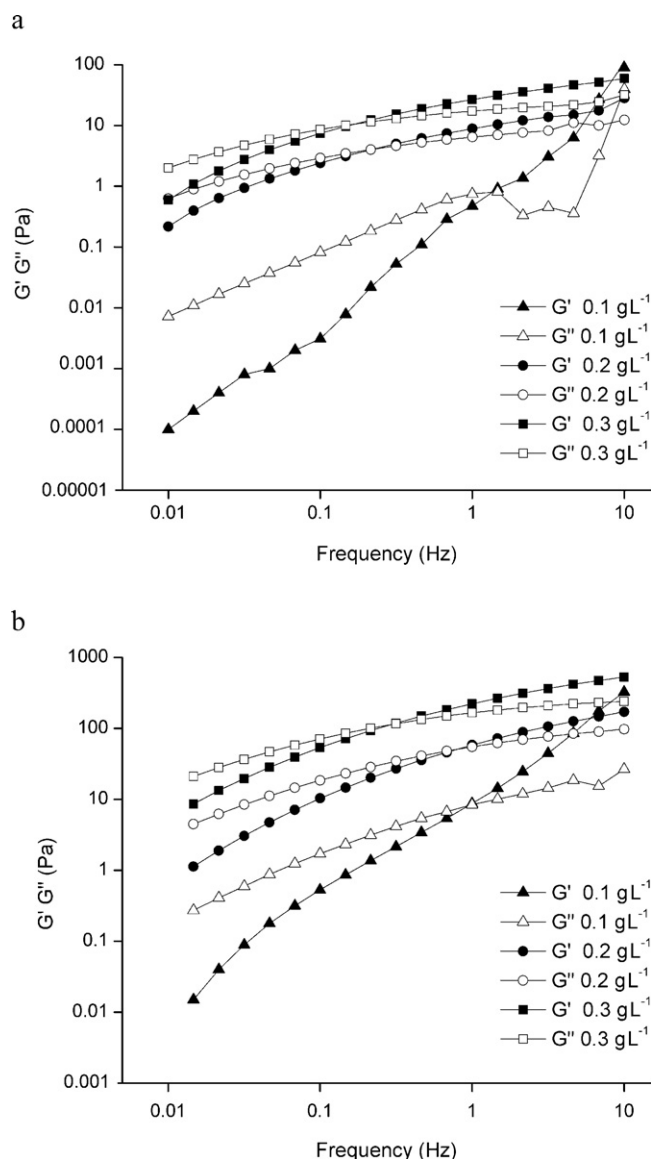 a
100
10
1
0.1
0.01
0.001
0.0001
0.00001
G' G" (Pa)
G' 0.1 gL⁻¹
G" 0.1 gL⁻¹
G' 0.2 gL⁻¹
G" 0.2 gL⁻¹
G' 0.3 gL⁻¹
G" 0.3 gL⁻¹
0.01 0.1 1 10
Frequency (Hz)
b
1000
100
10
1
0.1
0.01
0.001
G' G" (Pa)
G' 0.1 gL⁻¹
G" 0.1 gL⁻¹
G' 0.2 gL⁻¹
G" 0.2 gL⁻¹
G' 0.3 gL⁻¹
G" 0.3 gL⁻¹
0.01 0.1 1 10
Frequency (Hz)